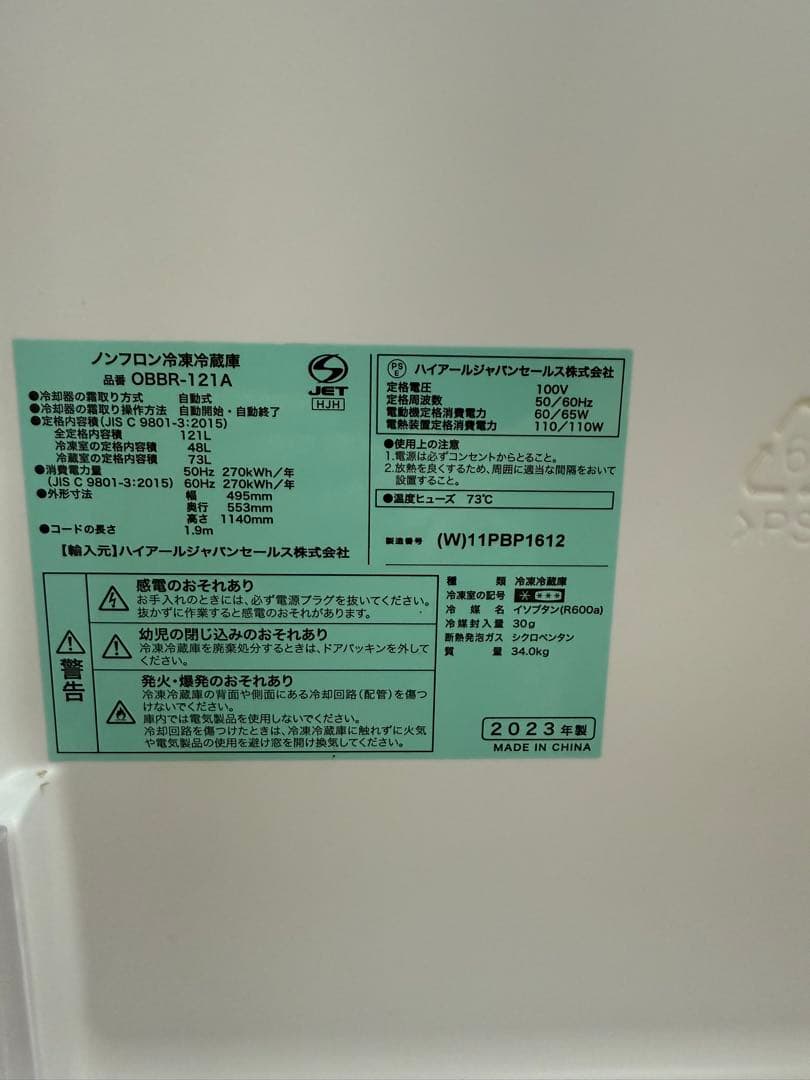 ノンフロン冷凍冷蔵庫
品番 OBBR-121A
JET
HJH
●冷却器の霜取り方式 自動式
●冷却器の霜取り操作方法 自動開始・自動終了
●定格内容積(JIS C 9801-3:2015)
全定格内容積 121L
冷凍室の定格内容積 48L
冷蔵室の定格内容積 73L
●消費電力量 50Hz 270kWh/年
(JIS C 9801-3:2015) 60Hz 270kWh/年
●外形寸法 幅 495mm
奥行 553mm
高さ 1140mm
●コードの長さ 1.9m
【輸入元】ハイアールジャパンセールス株式会社
PSE ハイアールジャパンセールス株式会社
定格電圧 100V
定格周波数 50/60Hz
電動機定格消費電力 60/65W
電熱装置定格消費電力 110/110W
●使用上の注意
1.電源は必ずコンセントからとること。
2.放熱を良くするため、周囲に適当な間隔をおいて
設置すること。
●温度ヒューズ 73℃
製造番号 (W)11PBP1612
警告
感電のおそれあり
お手入れのときには、必ず電源プラグを抜いてください。
抜かずに作業すると感電のおそれがあります。
幼児の閉じ込みのおそれあり
冷凍冷蔵庫を廃棄処分するときは、ドアパッキンを外して
ください。
発火・爆発のおそれあり
冷凍冷蔵庫の背面や側面にある冷却回路(配管)を傷つ
けないでください。
庫内では電気製品を使用しないでください。
冷却回路を傷つけたときは、冷凍冷蔵庫に触れずに火気
や電気製品の使用を避け窓を開け換気してください。
種類 冷凍冷蔵庫
冷凍室の記号
冷媒名 イソブタン(R600a)
冷媒封入量 30g
断熱発泡ガス シクロペンタン
質量 34.0kg
2023年製
MADE IN CHINA
>PS